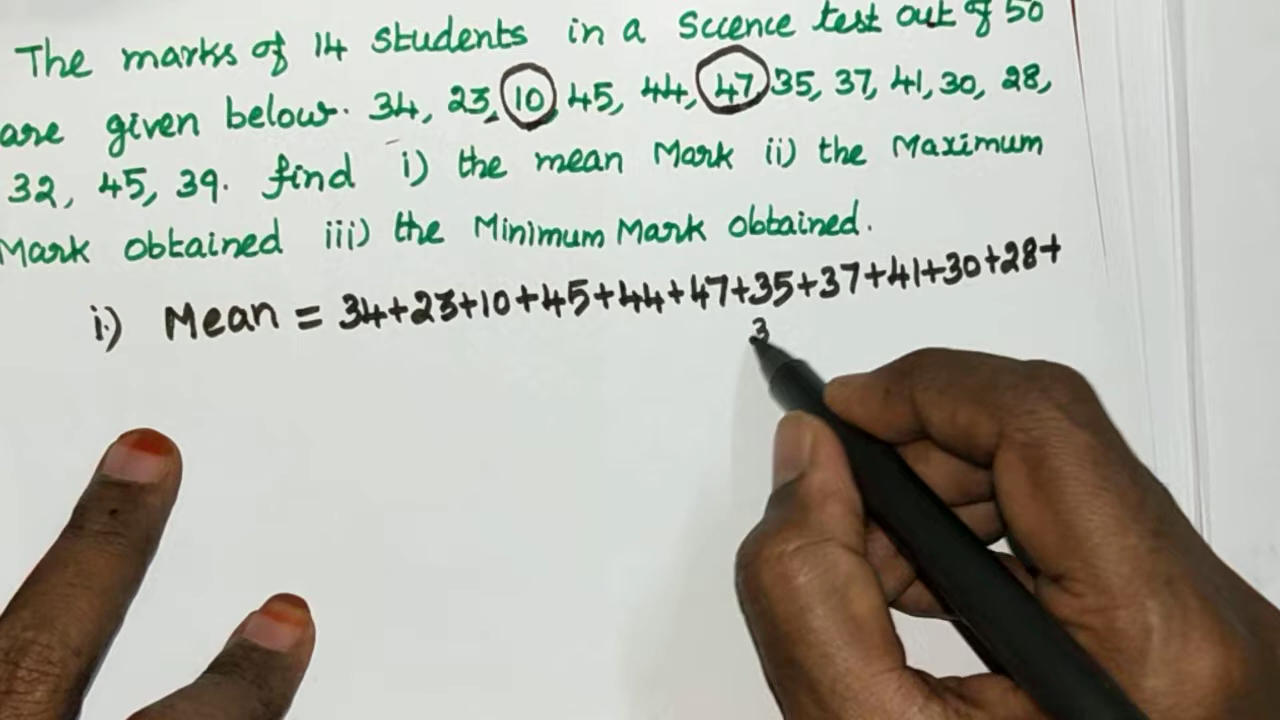 The marks of 14 students in a Science test out of 50
are given below. 34, 23, 10, 45, 44, 47, 35, 37, 41, 30, 28,
32, 45, 39. find i) the mean Mark ii) the Maximum
Mark obtained iii) the Minimum Mark obtained.
i.) Mean = 34+23+10+45+44+47+35+37+41+30+28+
3